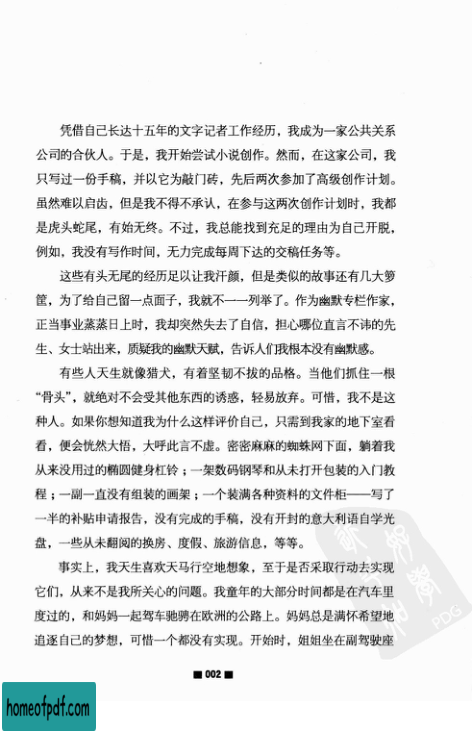 凭借自己长达十五年的文字记者工作经历，我成为一家公共关系
公司的合伙人。于是，我开始尝试小说创作。然而，在这家公司，我
只写过一份手稿，并以它为敲门砖，先后两次参加了高级创作计划。
虽然难以启齿，但是我不得不承认，在参与这两次创作计划时，我都
是虎头蛇尾，有始无终。不过，我总能找到充足的理由为自己开脱，
例如，我没有写作时间，无力完成每周下达的交稿任务等。
这些有头无尾的经历足以让我汗颜，但是类似的故事还有几大箩
筐，为了给自己留一点面子，我就不一一列举了。作为幽默专栏作家，
正当事业蒸蒸日上时，我却突然失去了自信，担心哪位直言不讳的先
生、女士站出来，质疑我的幽默天赋，告诉人们我根本没有幽默感。
有些人天生就像猎犬，有着坚韧不拔的品格。当他们抓住一根
“骨头”，就绝对不会受其他东西的诱惑，轻易放弃。可惜，我不是这
种人。如果你想知道我为什么这样评价自己，只需到我家的地下室看
看，便会恍然大悟，大呼此言不虚。密密麻麻的蜘蛛网下面，躺着我
从来没用过的椭圆健身杠铃；一架数码钢琴和从未打开包装的入门教
程；一副一直没有组装的画架；一个装满各种资料的文件柜——写了
一半的补贴申请报告，没有完成的手稿，没有开封的意大利语自学光
盘，一些从未翻阅的换房、度假、旅游信息，等等。
事实上，我天生喜欢天马行空地想象，至于是否采取行动去实现
它们，从来不是我所关心的问题。我童年的大部分时间都是在汽车里
度过的，和妈妈一起驾车驰骋在欧洲的公路上。妈妈总是满怀希望地
追逐自己的梦想，可惜一个都没有实现。开始时，姐姐坐在副驾驶座
■ 002 ■
PDG
homeofpdf.com